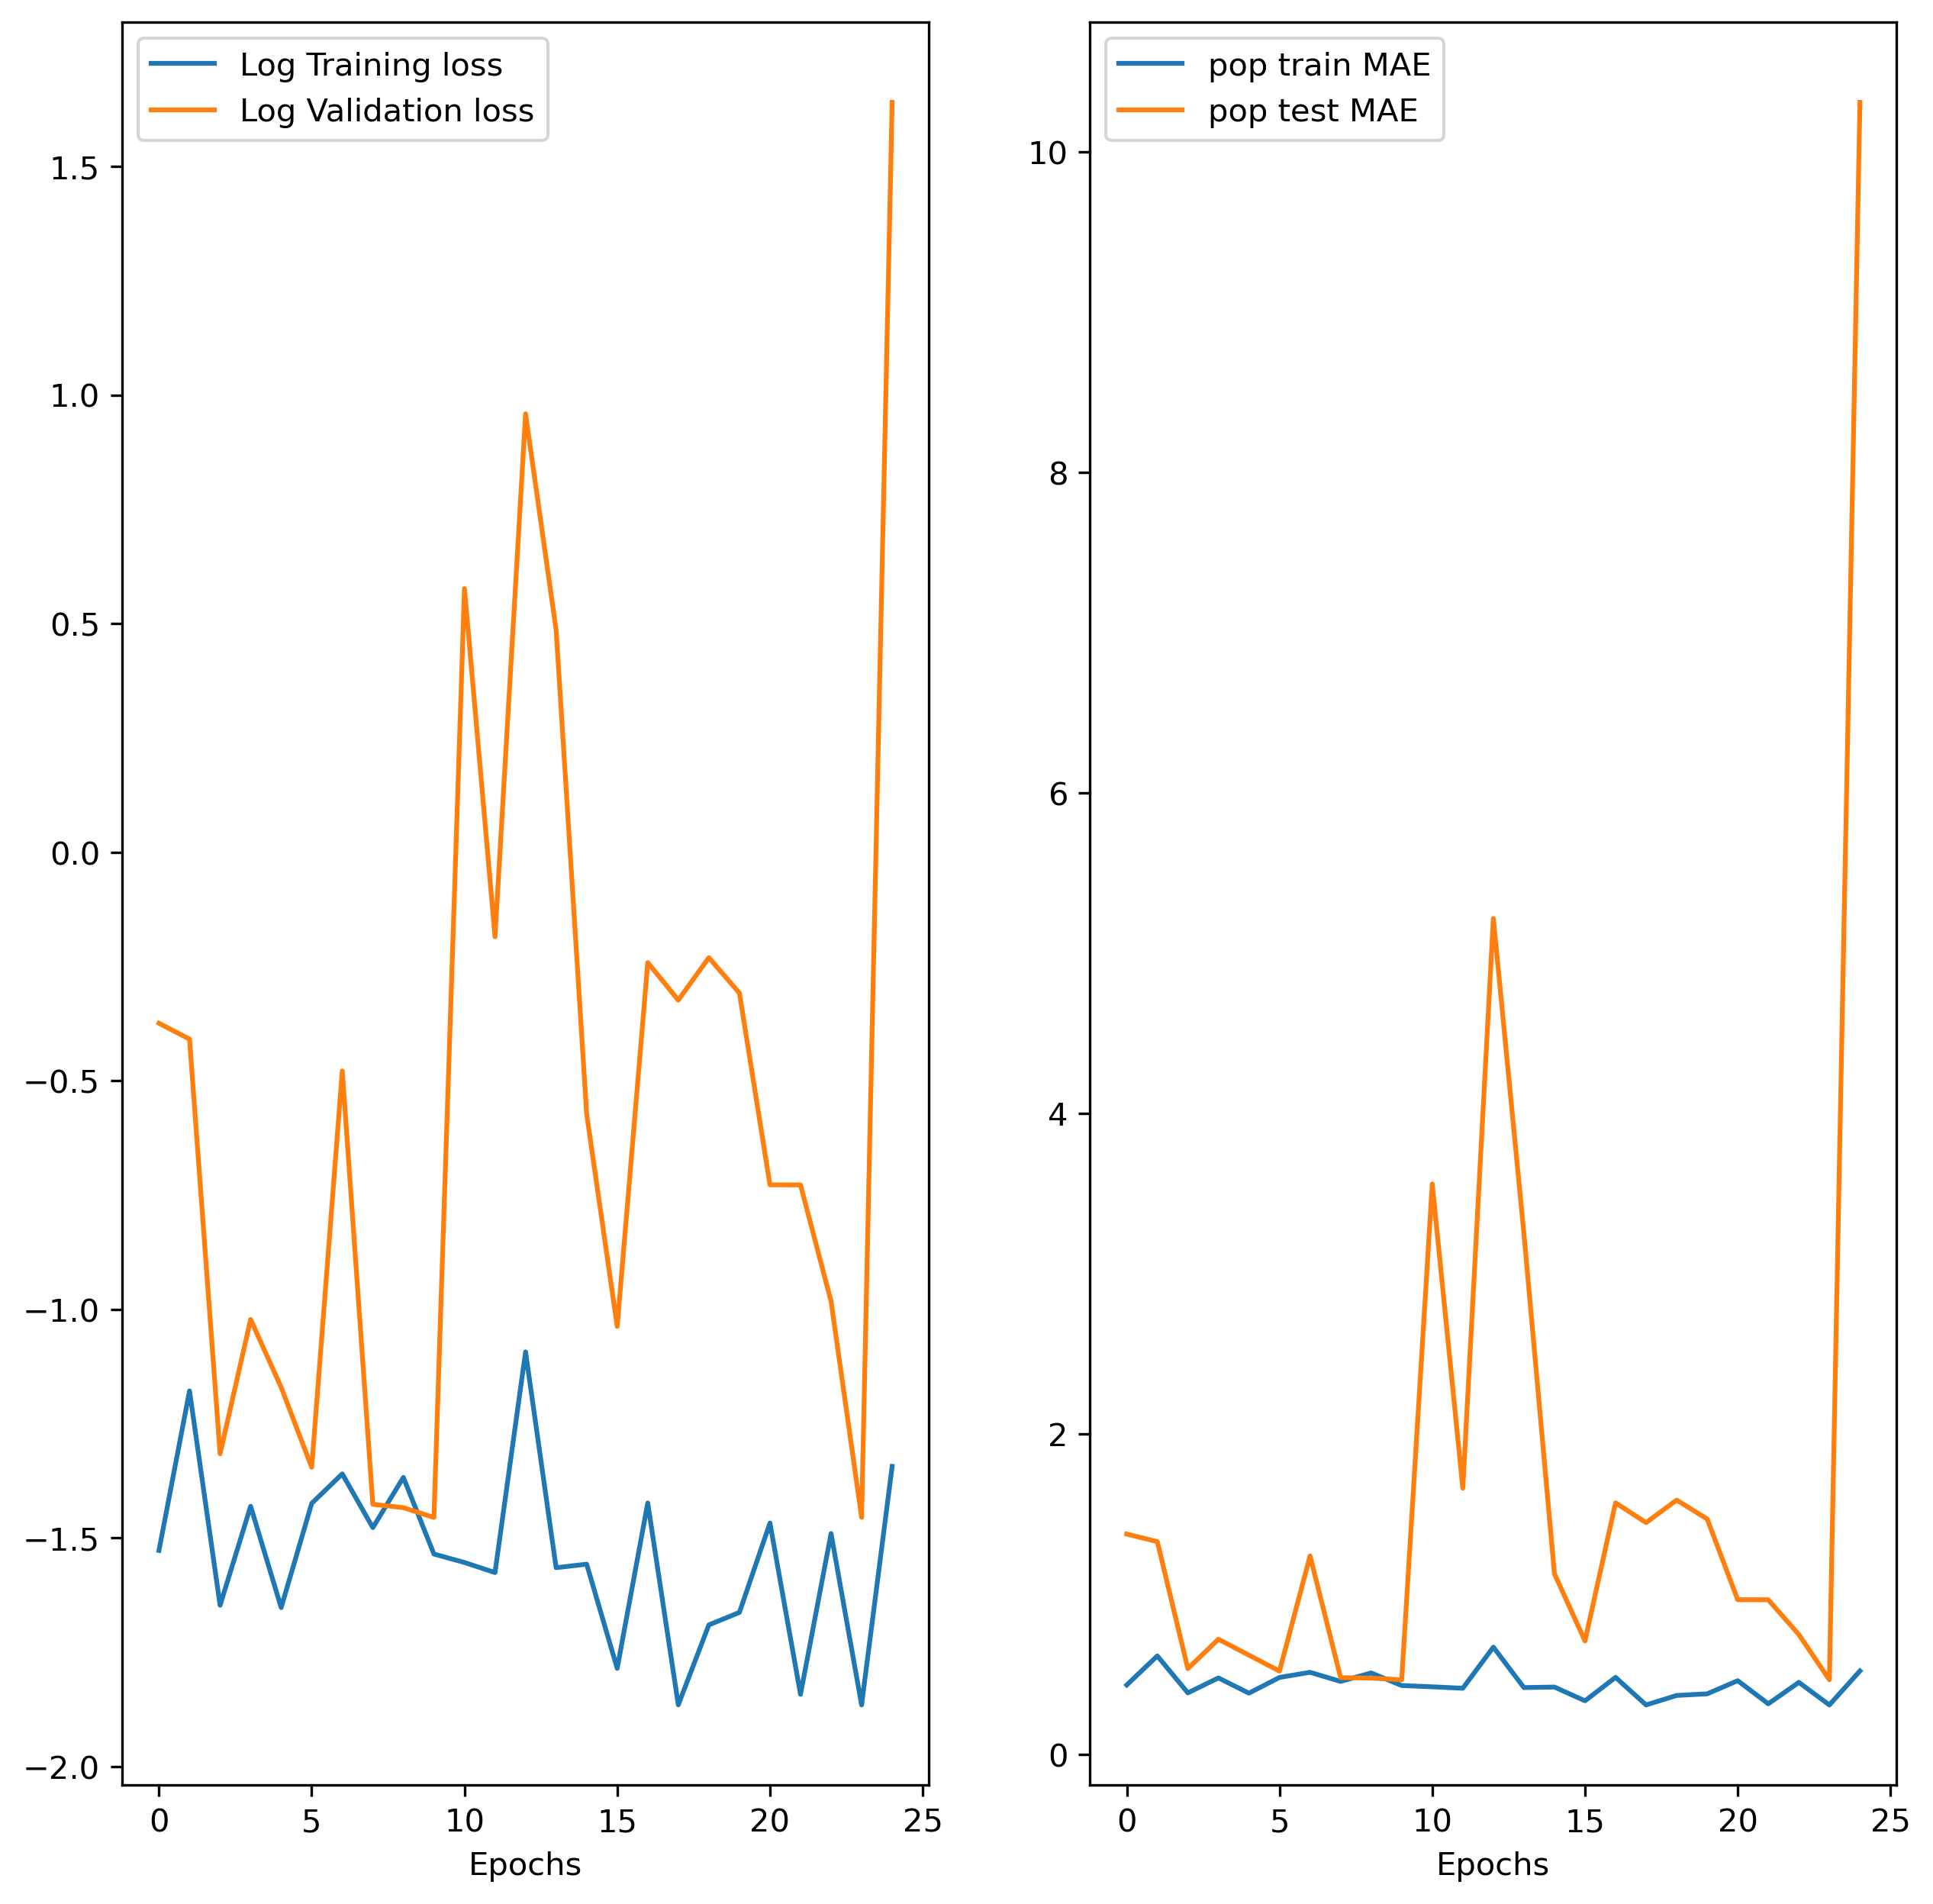 Log Training loss
Log Validation loss
1.5
1.0
0.5
0.0
−0.5
−1.0
−1.5
−2.0
0 5 10 15 20 25
Epochs
pop train MAE
pop test MAE
10
8
6
4
2
0
0 5 10 15 20 25
Epochs